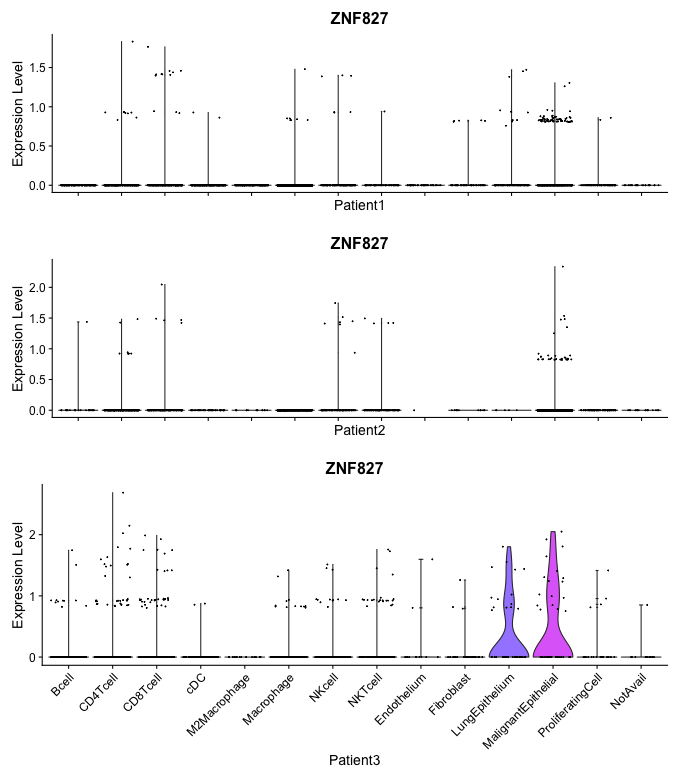 ZNF827
Expression Level
1.5
1.0
0.5
0.0
Patient1
ZNF827
Expression Level
2.0
1.5
1.0
0.5
0.0
Patient2
ZNF827
Expression Level
2
1
0
Bcell
CD4Tcell
CD8Tcell
cDC
M2Macrophage
Macrophage
NKcell
NKTcell
Endothelium
Fibroblast
LungEpithelium
MalignantEpithelial
ProliferatingCell
NotAvail
Patient3